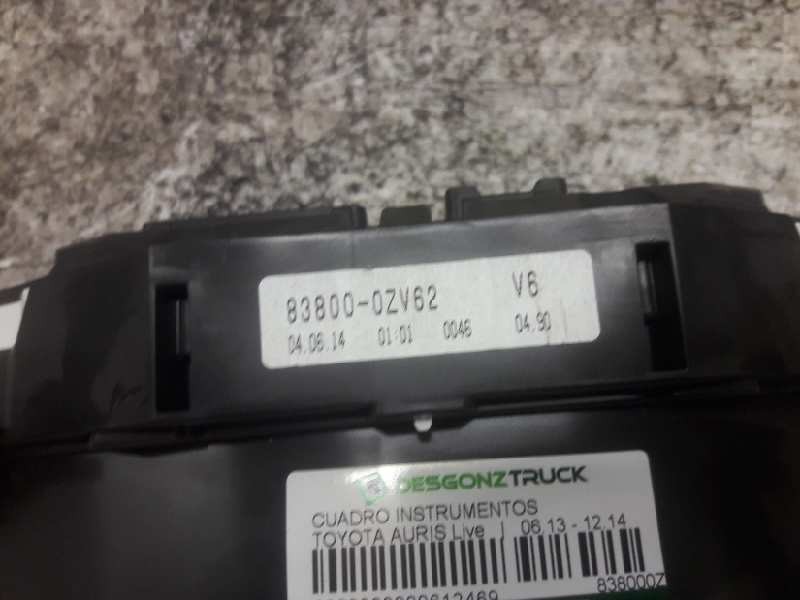 83800-0ZV62 V6
04.06.14 01:01 0046 04.90
DESGONZTRUCK
CUADRO INSTRUMENTOS
TOYOTA AURIS Live | 06.13 - 12.14
838000Z